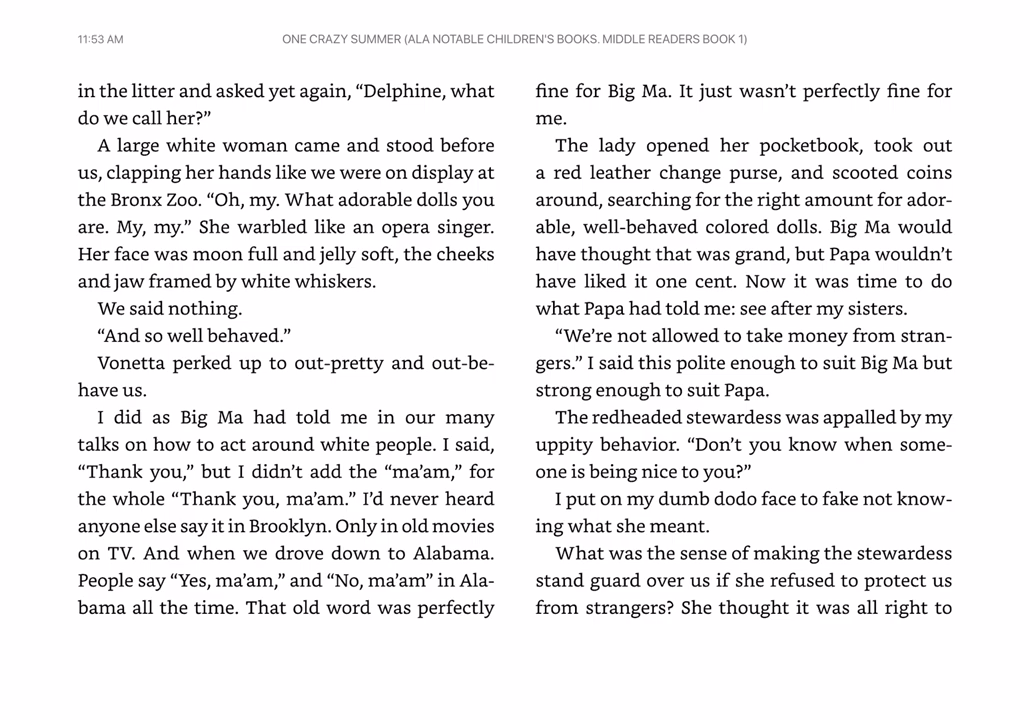 11:53 AM
ONE CRAZY SUMMER (ALA NOTABLE CHILDREN'S BOOKS. MIDDLE READERS BOOK 1)
in the litter and asked yet again, “Delphine, what
do we call her?”
A large white woman came and stood before
us, clapping her hands like we were on display at
the Bronx Zoo. “Oh, my. What adorable dolls you
are. My, my.” She warbled like an opera singer.
Her face was moon full and jelly soft, the cheeks
and jaw framed by white whiskers.
We said nothing.
“And so well behaved.”
Vonetta perked up to out-pretty and out-be-
have us.
I did as Big Ma had told me in our many
talks on how to act around white people. I said,
“Thank you,” but I didn’t add the “ma’am,” for
the whole “Thank you, ma’am.” I’d never heard
anyone else say it in Brooklyn. Only in old movies
on TV. And when we drove down to Alabama.
People say “Yes, ma’am,” and “No, ma’am” in Ala-
bama all the time. That old word was perfectly
fine for Big Ma. It just wasn’t perfectly fine for
me.
The lady opened her pocketbook, took out
a red leather change purse, and scooted coins
around, searching for the right amount for ador-
able, well-behaved colored dolls. Big Ma would
have thought that was grand, but Papa wouldn’t
have liked it one cent. Now it was time to do
what Papa had told me: see after my sisters.
“We’re not allowed to take money from stran-
gers.” I said this polite enough to suit Big Ma but
strong enough to suit Papa.
The redheaded stewardess was appalled by my
uppity behavior. “Don’t you know when some-
one is being nice to you?”
I put on my dumb dodo face to fake not know-
ing what she meant.
What was the sense of making the stewardess
stand guard over us if she refused to protect us
from strangers? She thought it was all right to